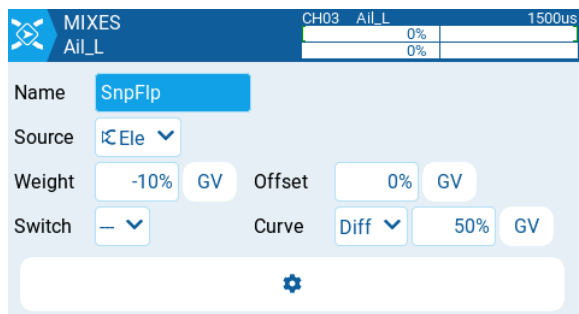 MIXES CH03 Ail_L 1500us
Ail_L 0%
0%
Name SnpFlp
Source Ele
Weight -10% GV Offset 0% GV
Switch --- Curve Diff 50% GV